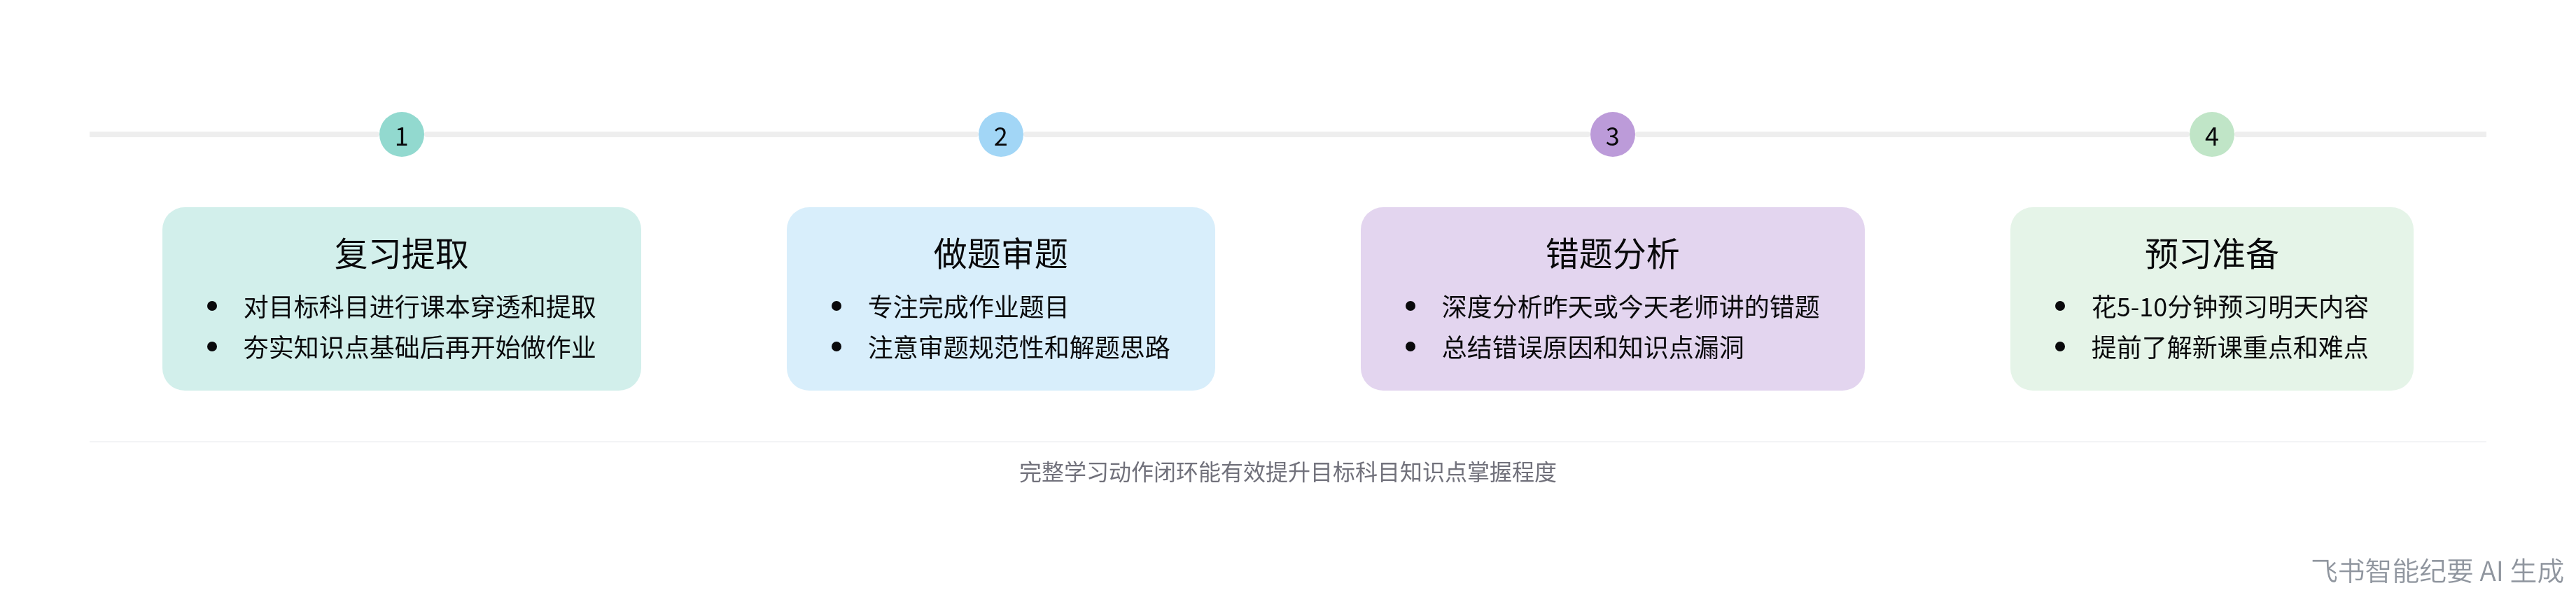 1
2
3
4
复习提取
• 对目标科目进行课本穿透和提取
• 夯实知识点基础后再开始做作业
做题审题
• 专注完成作业题目
• 注意审题规范性和解题思路
错题分析
• 深度分析昨天或今天老师讲的错题
• 总结错误原因和知识点漏洞
预习准备
• 花5-10分钟预习明天内容
• 提前了解新课重点和难点
完整学习动作闭环能有效提升目标科目知识点掌握程度
飞书智能纪要 AI 生成